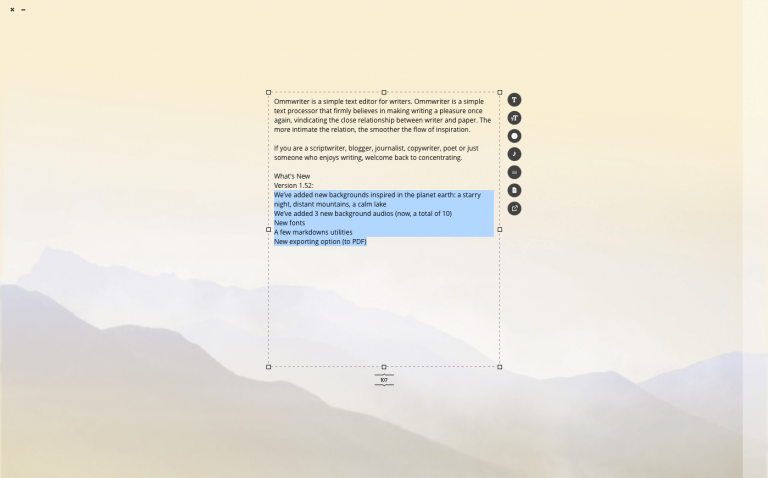 Ommwriter is a simple text editor for writers. Ommwriter is a simple
text processor that firmly believes in making writing a pleasure once
again, vindicating the close relationship between writer and paper. The
more intimate the relation, the smoother the flow of inspiration.
If you are a scriptwriter, blogger, journalist, copywriter, poet or just
someone who enjoys writing, welcome back to concentrating.
What's New
Version 1.52:
We've added new backgrounds inspired in the planet earth: a starry
night, distant mountains, a calm lake
We've added 3 new background audios (now, a total of 10)
New fonts
A few markdowns utilities
New exporting option (to PDF)
T
тT
107